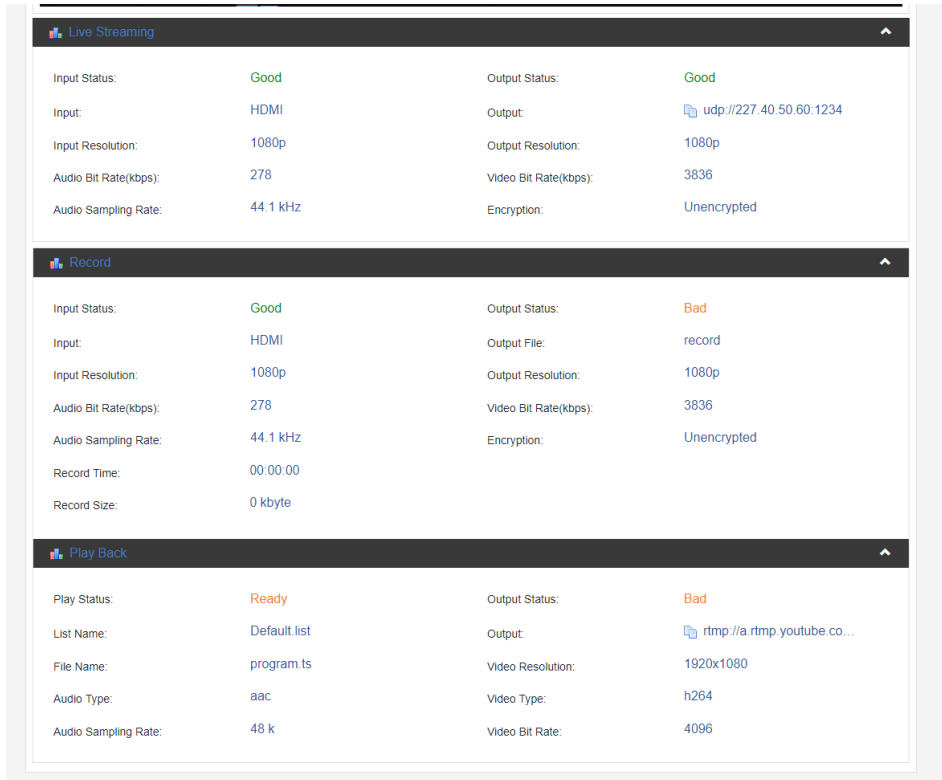 Live Streaming
Input Status: Good Output Status: Good
Input: HDMI Output: udp://227.40.50.60:1234
Input Resolution: 1080p Output Resolution: 1080p
Audio Bit Rate(kbps): 278 Video Bit Rate(kbps): 3836
Audio Sampling Rate: 44.1 kHz Encryption: Unencrypted
Record
Input Status: Good Output Status: Bad
Input: HDMI Output File: record
Input Resolution: 1080p Output Resolution: 1080p
Audio Bit Rate(kbps): 278 Video Bit Rate(kbps): 3836
Audio Sampling Rate: 44.1 kHz Encryption: Unencrypted
Record Time: 00:00:00
Record Size: 0 kbyte
Play Back
Play Status: Ready Output Status: Bad
List Name: Default.list Output: rtmp://a.rtmp.youtube.co...
File Name: program.ts Video Resolution: 1920x1080
Audio Type: aac Video Type: h264
Audio Sampling Rate: 48 k Video Bit Rate: 4096